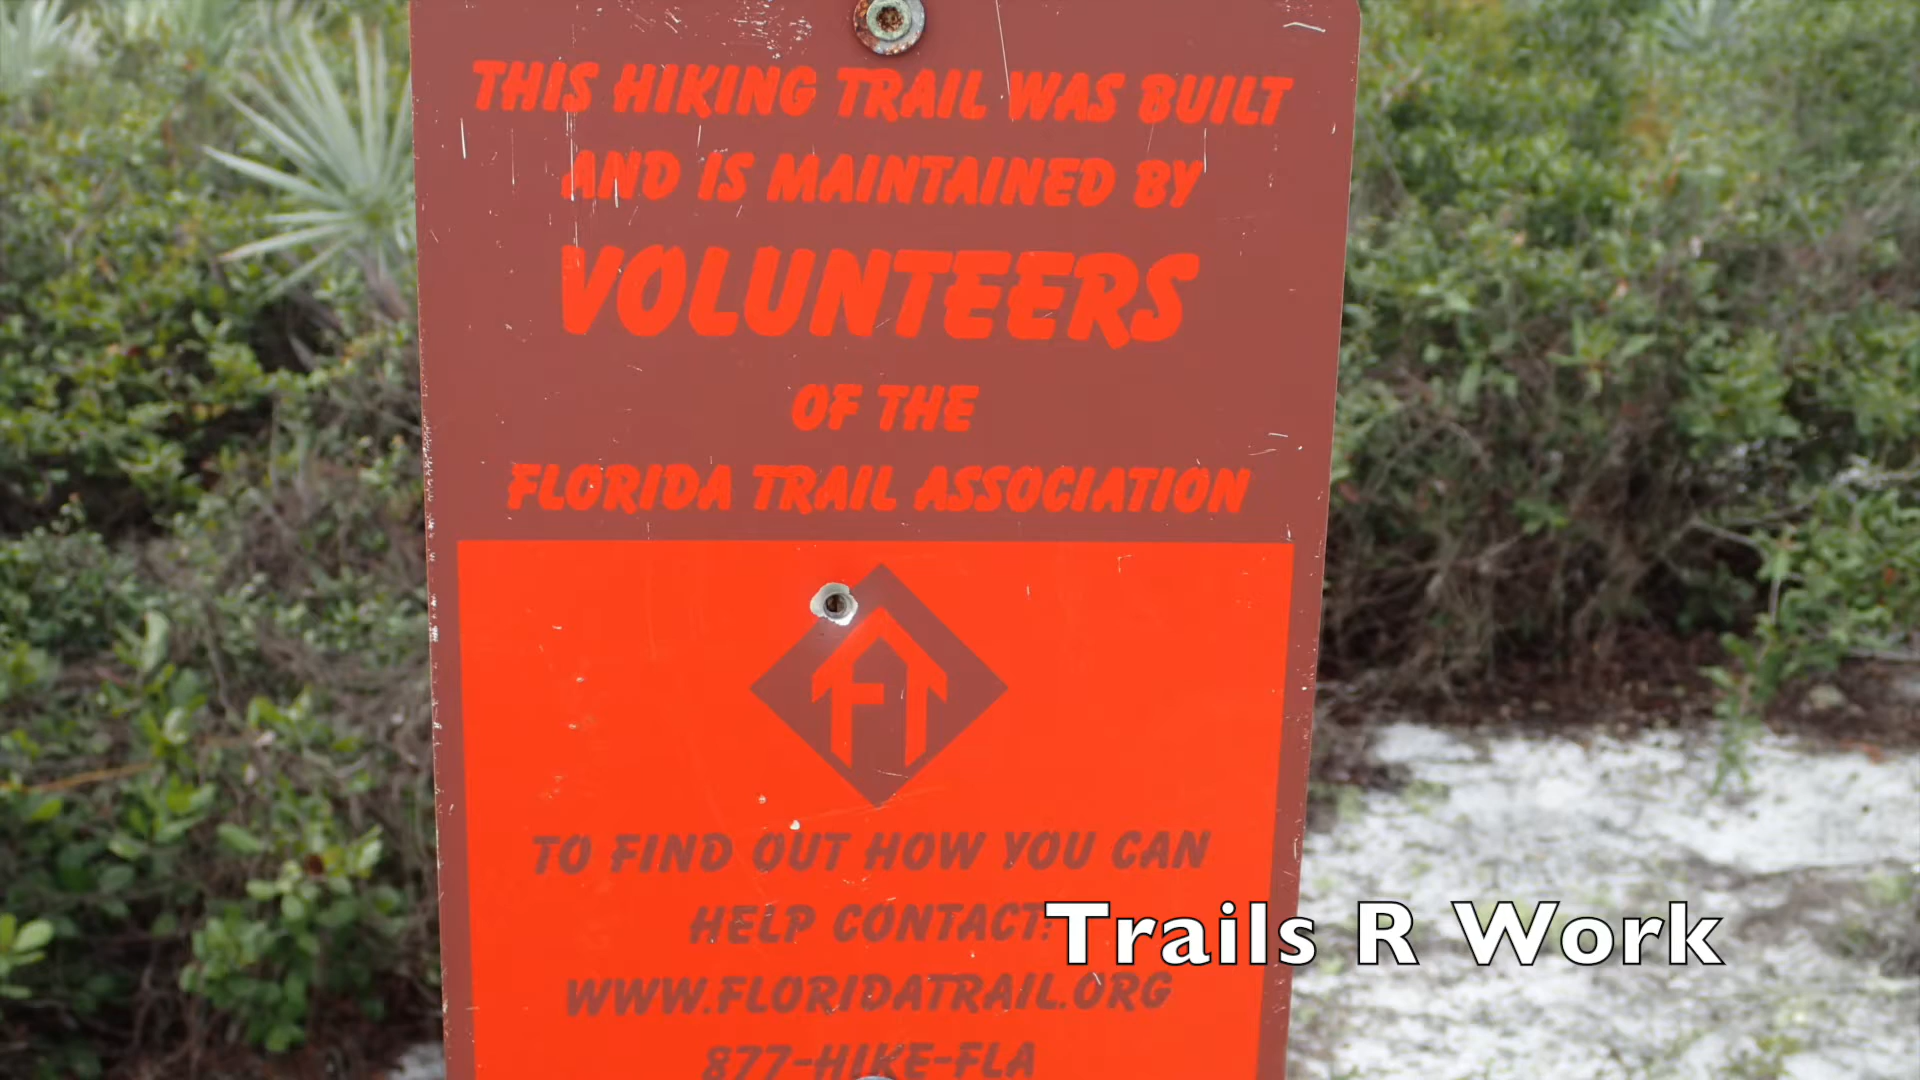 THIS HIKING TRAIL WAS BUILT
AND IS MAINTAINED BY
VOLUNTEERS
OF THE
FLORIDA TRAIL ASSOCIATION
FT
TO FIND OUT HOW YOU CAN
HELP CONTACT:
WWW.FLORIDATRAIL.ORG
877-HIKE-FLA
Trails R Work